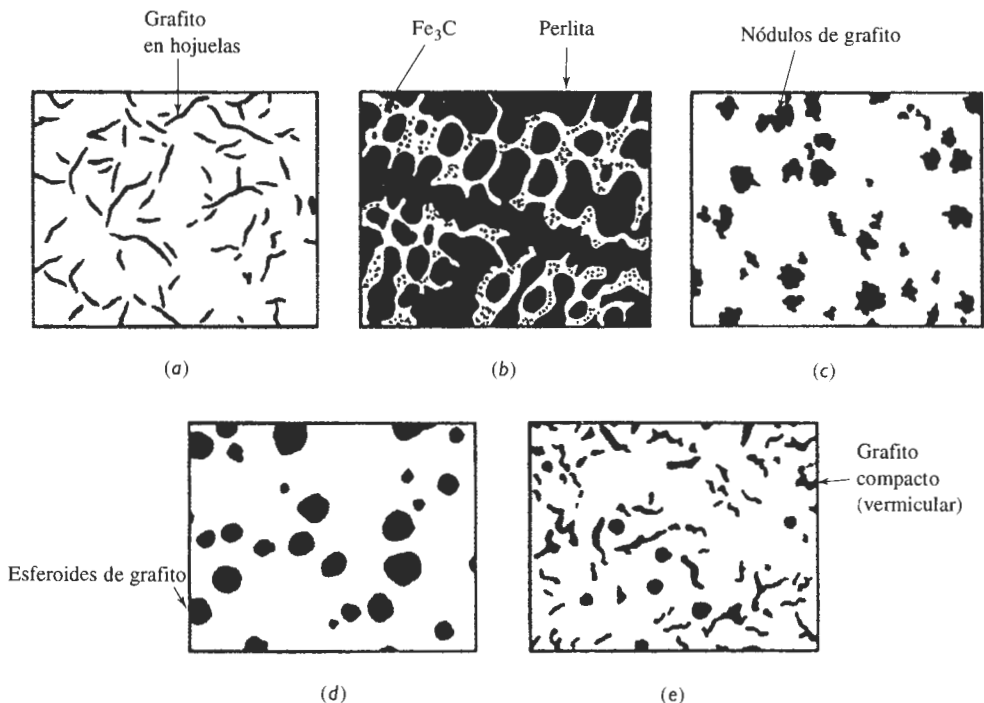 Grafito
en hojuelas
Fe₃C
Perlita
Nódulos de grafito
(a)
(b)
(c)
Esferoides de grafito
Grafito
compacto
(vermicular)
(d)
(e)